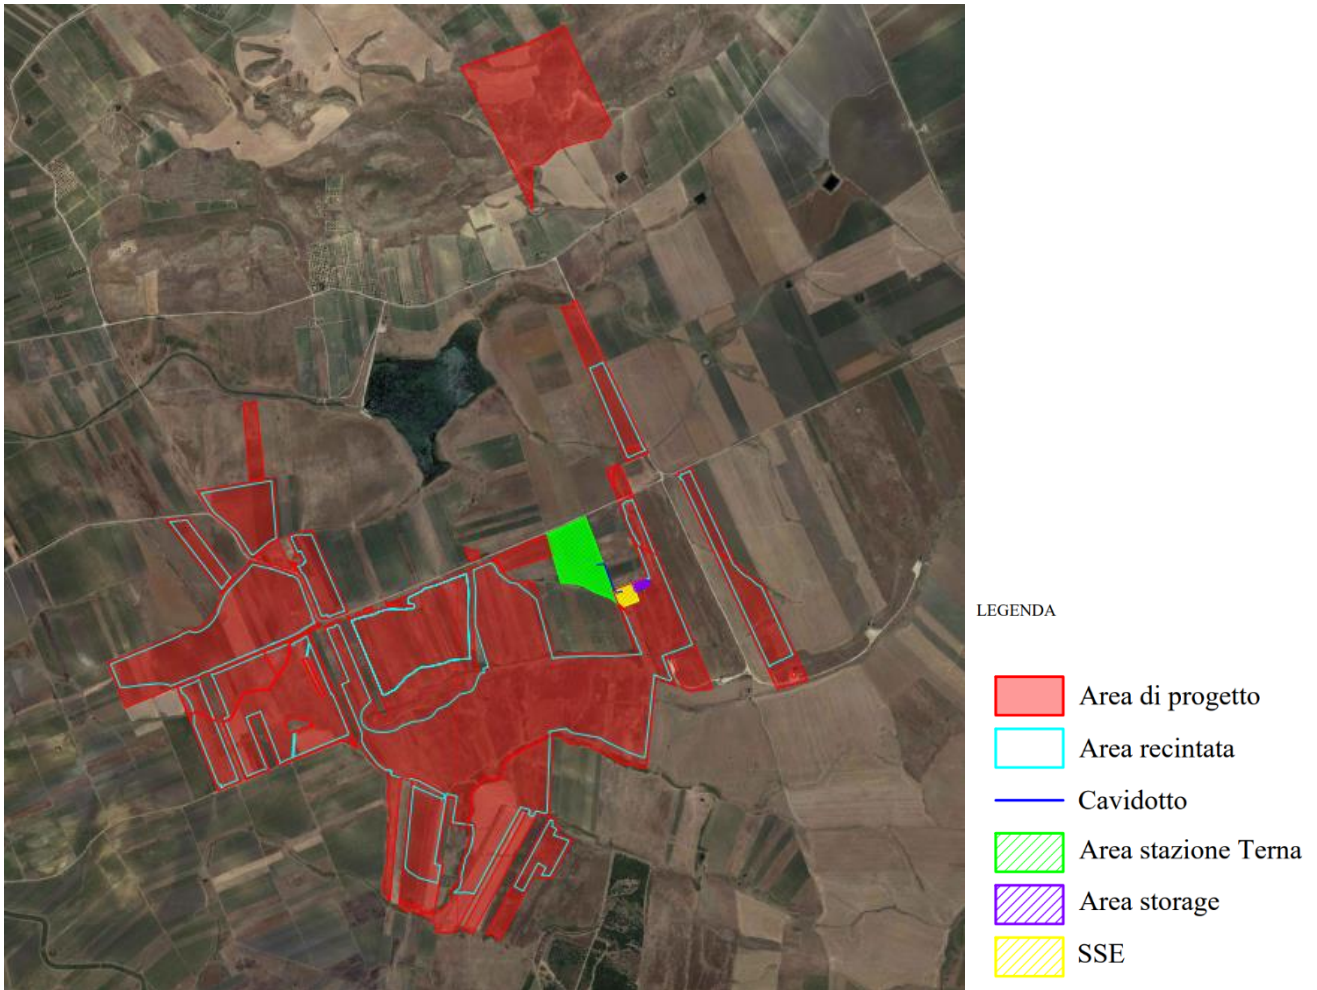 LEGENDA
Area di progetto
Area recintata
Cavidotto
Area stazione Terna
Area storage
SSE